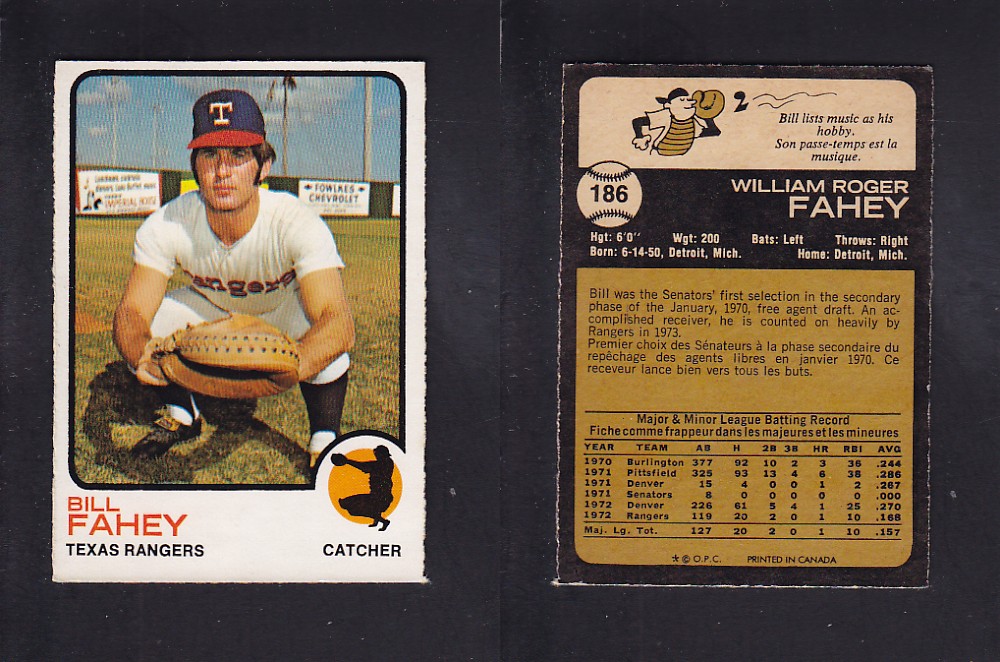 T
FOWLKES
CHEVROLET
IMPERIAL
angers
BILL
FAHEY
TEXAS RANGERS
CATCHER
2
Bill lists music as his
hobby.
Son passe-temps est la
musique.
186
WILLIAM ROGER
FAHEY
Hgt: 6'0" Wgt: 200 Bats: Left Throws: Right
Born: 6-14-50, Detroit, Mich. Home: Detroit, Mich.
Bill was the Senators' first selection in the secondary
phase of the January, 1970, free agent draft. An ac-
complished receiver, he is counted on heavily by
Rangers in 1973.
Premier choix des Sénateurs à la phase secondaire du
repêchage des agents libres en janvier 1970. Ce
receveur lance bien vers tous les buts.
Major & Minor League Batting Record
Fiche comme frappeur dans les majeures et les mineures
YEAR TEAM AB H 2B 3B HR RBI AVG
1970 Burlington 377 92 10 2 3 36 .244
1971 Pittsfield 325 93 13 4 6 38 .286
1971 Denver 15 4 0 0 1 2 .267
1971 Senators 8 0 0 0 0 0 .000
1972 Denver 226 61 5 4 1 25 .270
1972 Rangers 119 20 2 0 1 10 .168
Maj. Lg. Tot. 127 20 2 0 1 10 .157
* © O.P.C. PRINTED IN CANADA